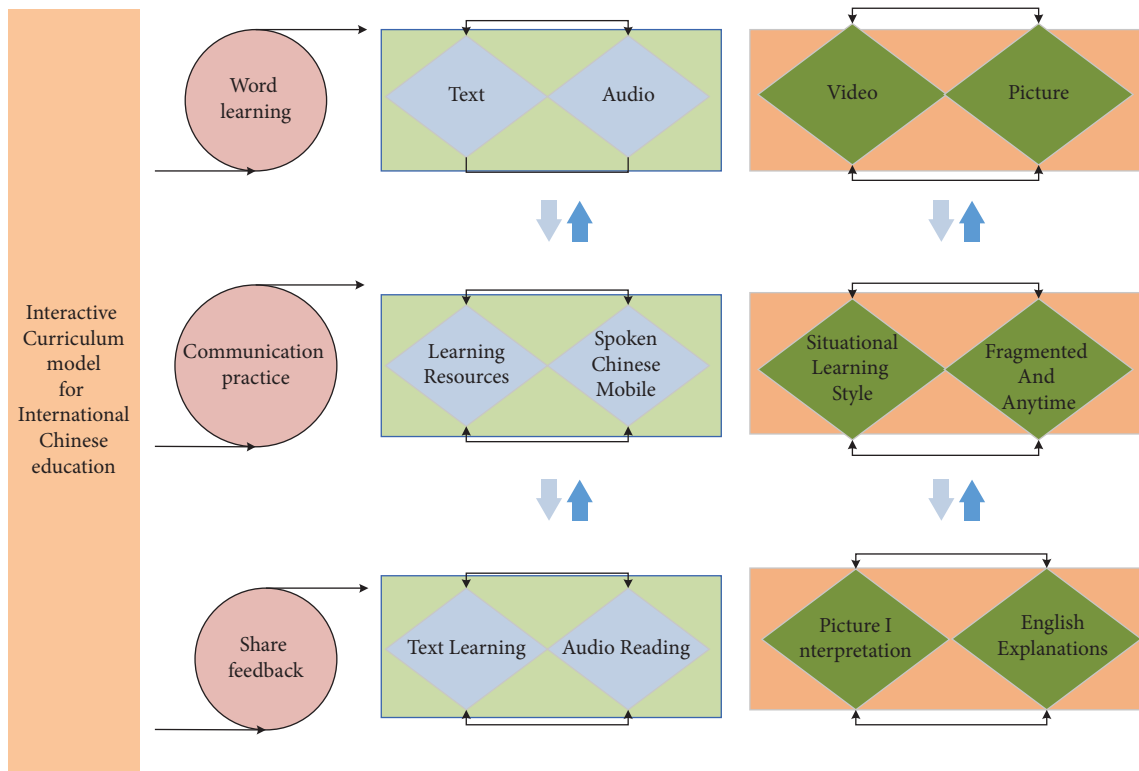 Interactive
Curriculum
model
for
International
Chinese
education
Word
learning
Text
Audio
Video
Picture
Communication
practice
Learning
Resources
Spoken
Chinese
Mobile
Situational
Learning
Style
Fragmented
And
Anytime
Share
feedback
Text Learning
Audio Reading
Picture I
nterpretation
English
Explanations